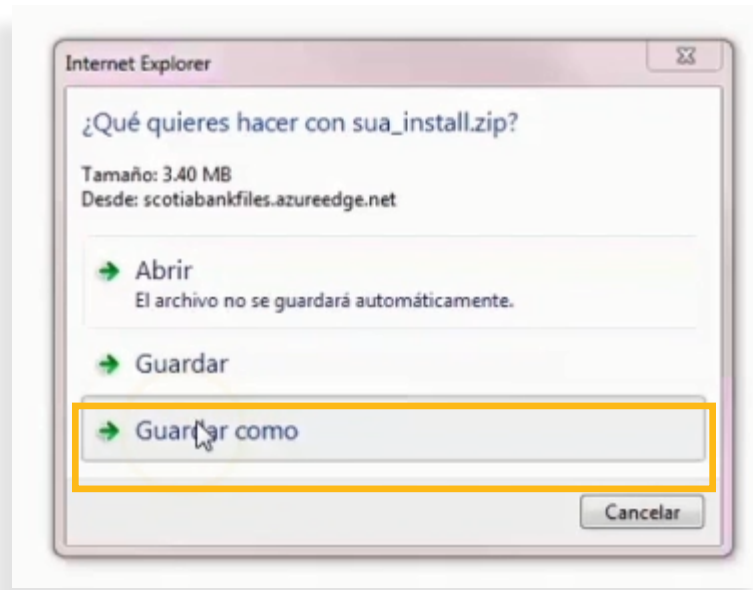 Internet Explorer
¿Qué quieres hacer con sua_install.zip?
Tamaño: 3.40 MB
Desde: scotiabankfiles.azureedge.net
Abrir
El archivo no se guardará automáticamente.
Guardar
Guardar como
Cancelar